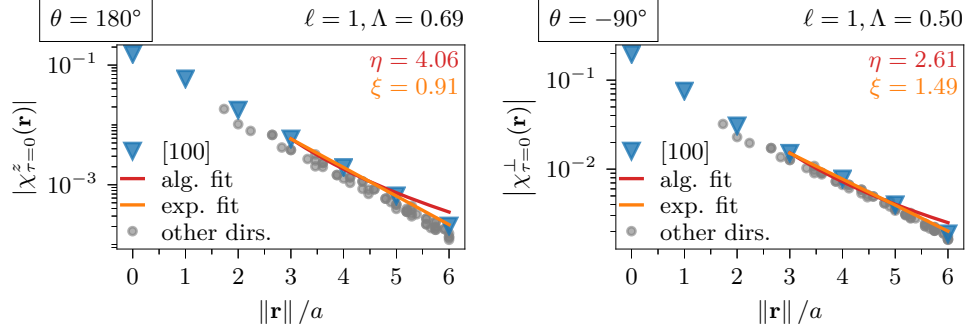 θ = 180°
ℓ = 1, Λ = 0.69
η = 4.06
ξ = 0.91
|χ^z_{τ=0}(r)|
10^{-1}
10^{-3}
[100]
alg. fit
exp. fit
other dirs.
0 1 2 3 4 5 6
‖r‖ /a
θ = −90°
ℓ = 1, Λ = 0.50
η = 2.61
ξ = 1.49
|χ^⊥_{τ=0}(r)|
10^{-1}
10^{-2}
[100]
alg. fit
exp. fit
other dirs.
0 1 2 3 4 5 6
‖r‖ /a